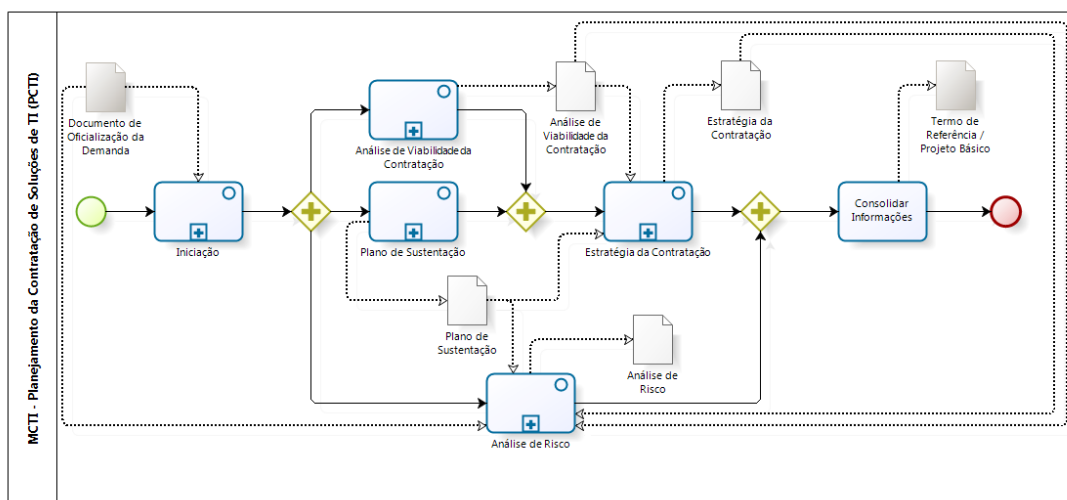 MCTI - Planejamento da Contratação de Soluções de TI (PCTI)
Documento de
Oficialização da
Demanda
Iniciação
Análise de Viabilidade da
Contratação
Plano de Sustentação
Análise de
Viabilidade da
Contratação
Estratégia da
Contratação
Estratégia da Contratação
Termo de
Referência /
Projeto Básico
Consolidar
Informações
Plano de
Sustentação
Análise de
Risco
Análise de Risco